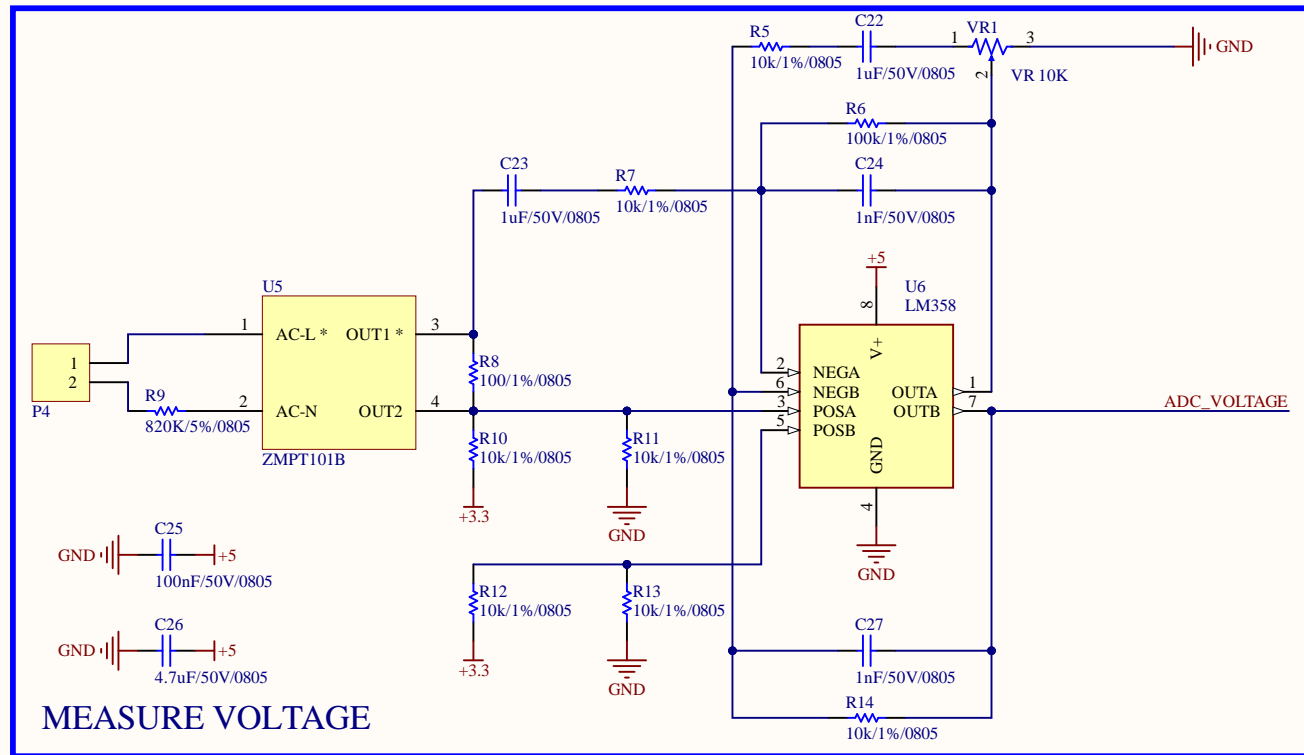 R5
10k/1%/0805
C22
1uF/50V/0805
1
VR1
3
2
VR 10K
GND
R6
100k/1%/0805
C23
1uF/50V/0805
R7
10k/1%/0805
C24
1nF/50V/0805
+5
U6
LM358
8
V+
U5
1
AC-L *
OUT1 *
3
2
AC-N
OUT2
4
ZMPT101B
1
2
P4
R9
820K/5%/0805
R8
100/1%/0805
2
NEGA
6
NEGB
3
POSA
5
POSB
OUTA
1
OUTB
7
GND
4
GND
ADC_VOLTAGE
R10
10k/1%/0805
+3.3
R11
10k/1%/0805
GND
C25
GND
+5
100nF/50V/0805
R12
10k/1%/0805
+3.3
R13
10k/1%/0805
GND
C26
GND
+5
4.7uF/50V/0805
C27
1nF/50V/0805
R14
10k/1%/0805
MEASURE VOLTAGE